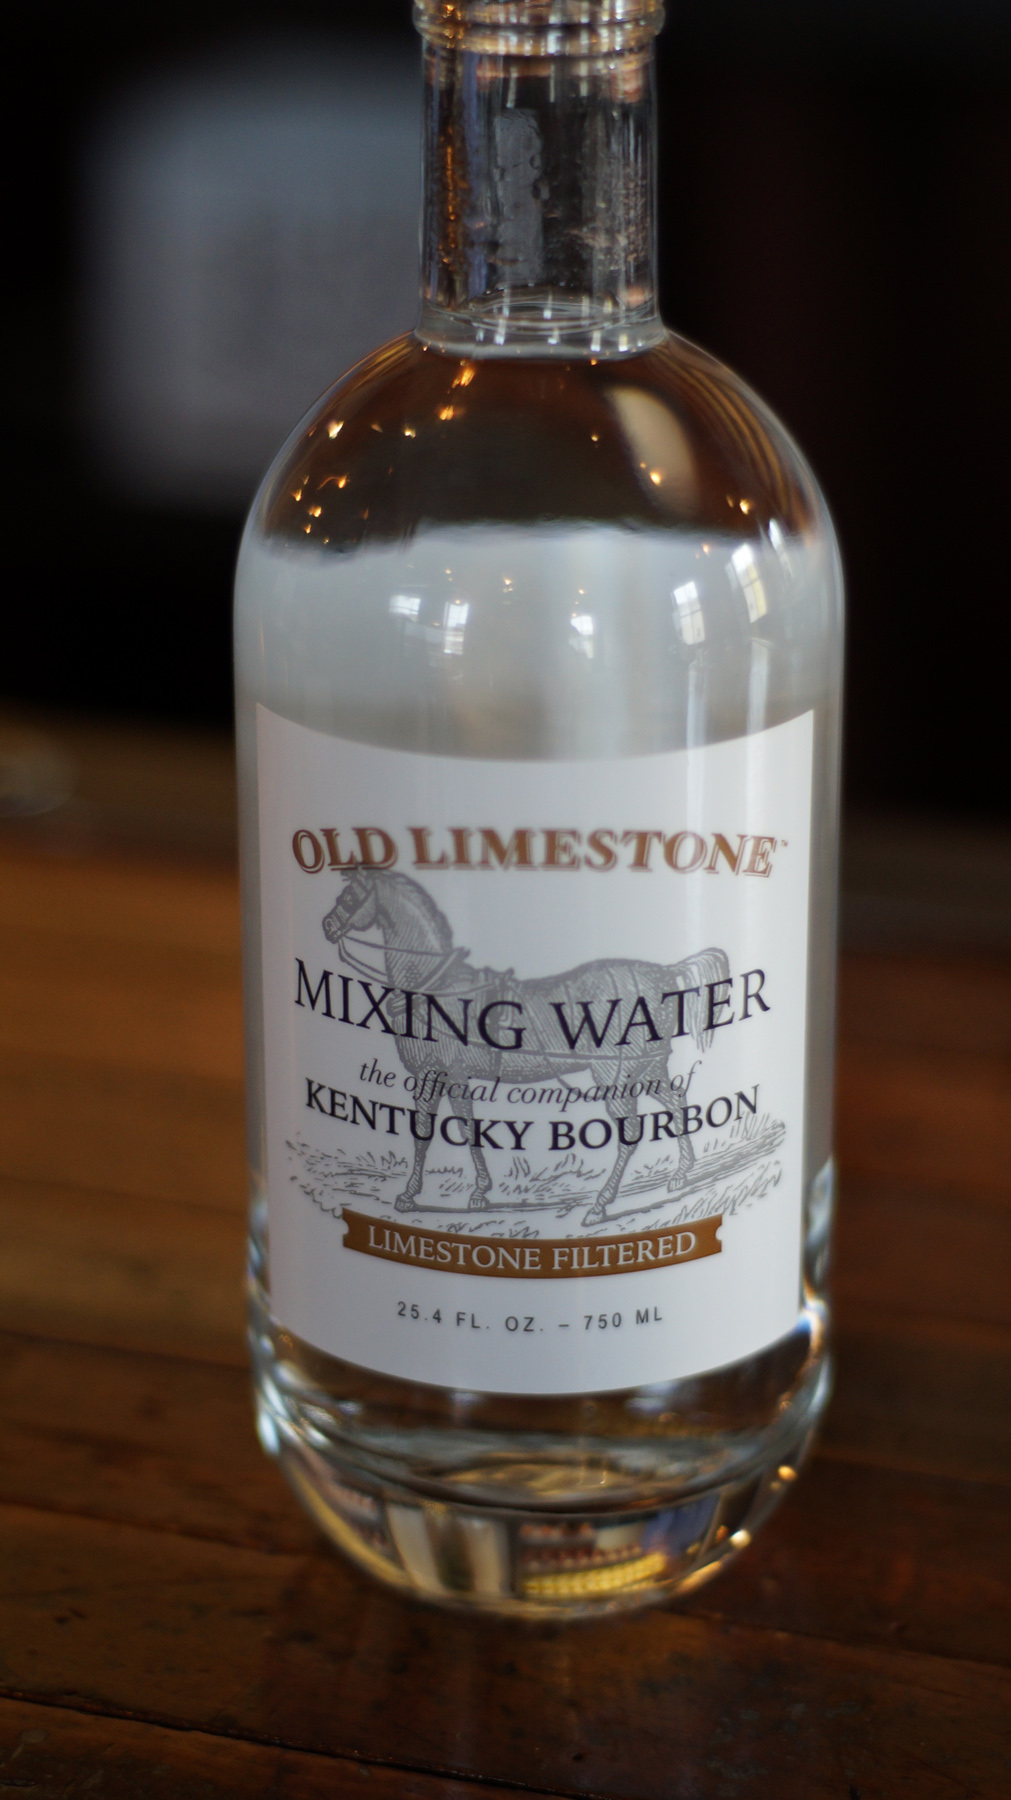 OLD LIMESTONE™
MIXING WATER
the official companion of
KENTUCKY BOURBON
LIMESTONE FILTERED
25.4 FL. OZ. – 750 ML